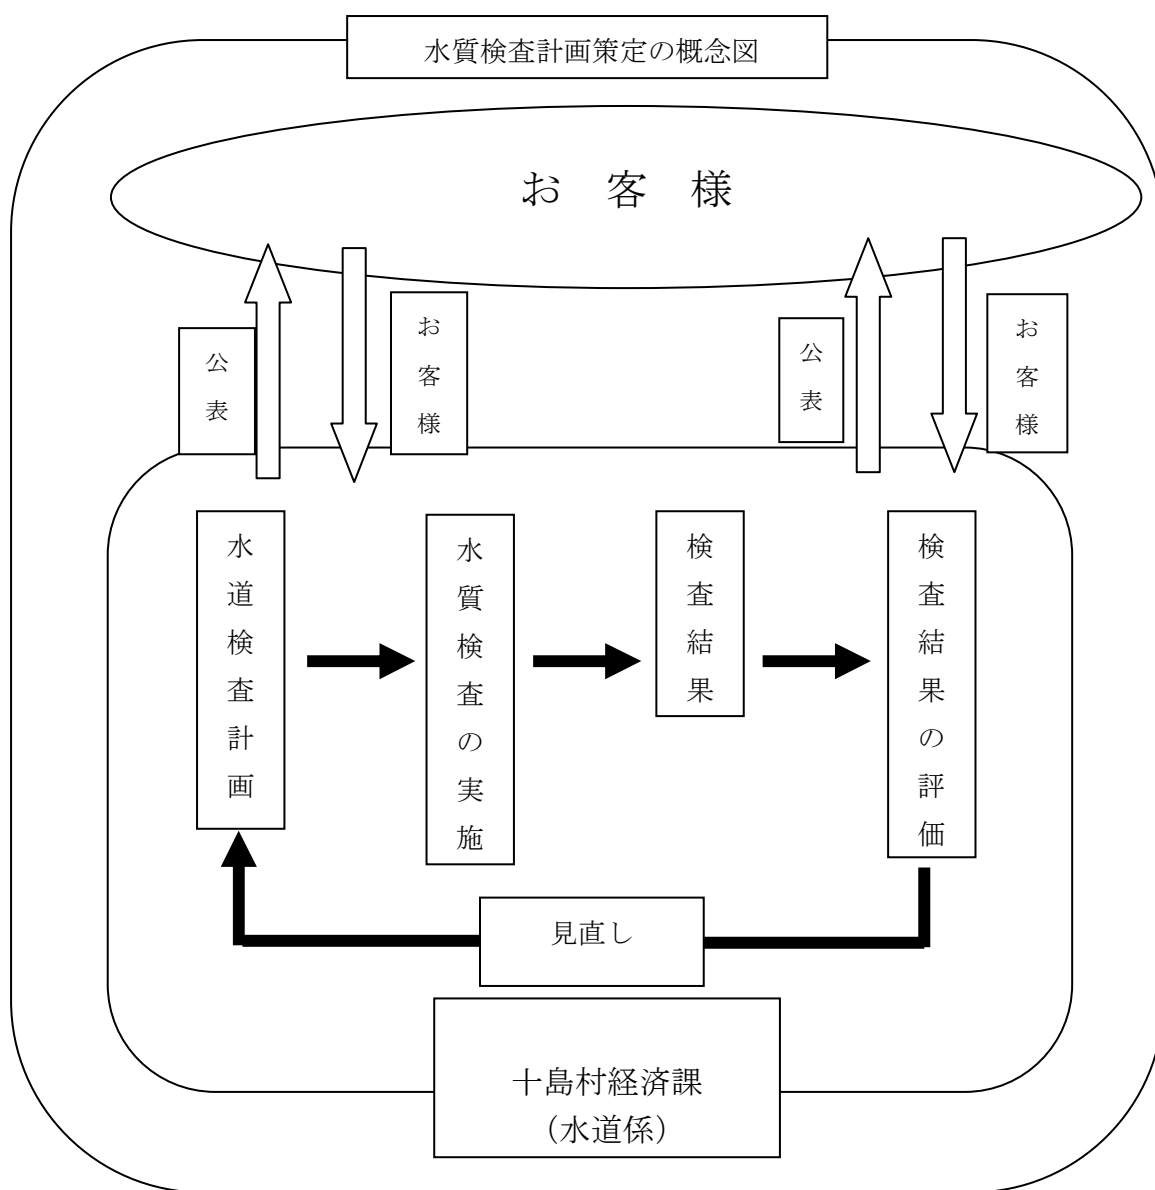 水質検査計画策定の概念図
お 客 様
公表
お客様
公表
お客様
水道検査計画
水質検査の実施
検査結果
検査結果の評価
見直し
十島村経済課
（水道係）